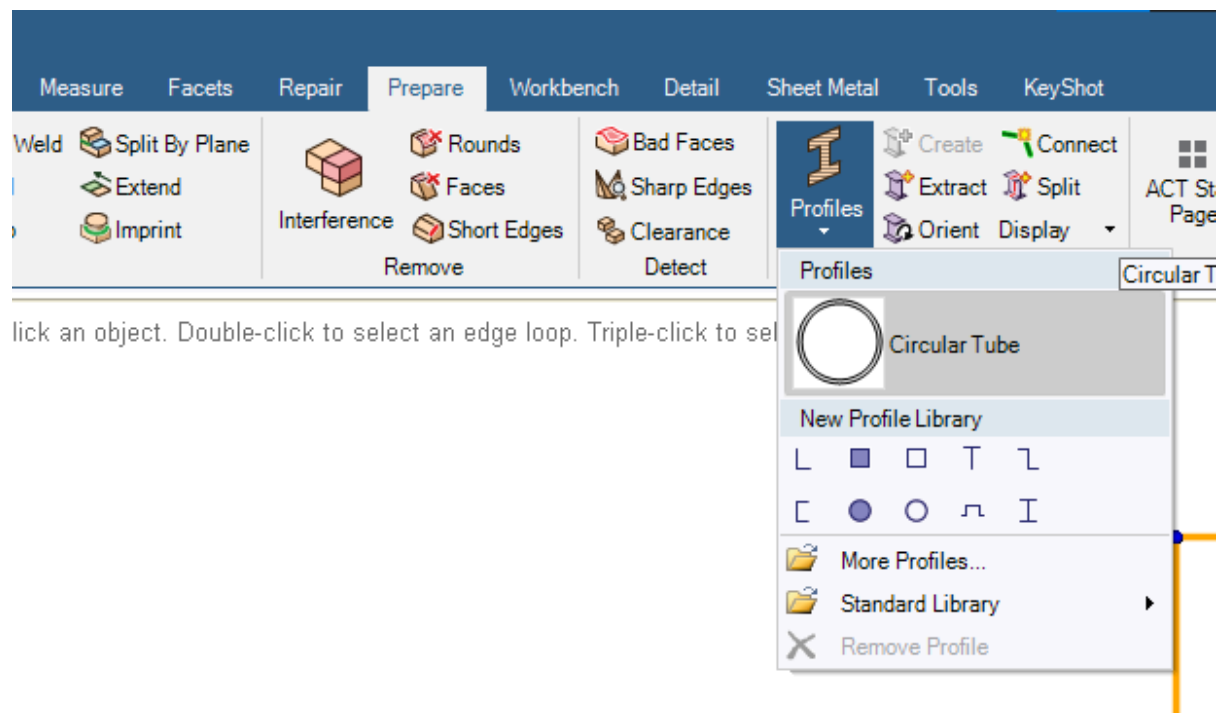 Measure Facets Repair Prepare Workbench Detail Sheet Metal Tools KeyShot
Weld Split By Plane Rounds Bad Faces Create Connect
Extend Faces Sharp Edges Extract Split
Imprint Interference Short Edges Clearance Profiles Orient Display
ACT
Page
Remove Detect
Profiles
Circular
lick an object. Double-click to select an edge loop. Triple-click to
Circular Tube
New Profile Library
More Profiles...
Standard Library
Remove Profile